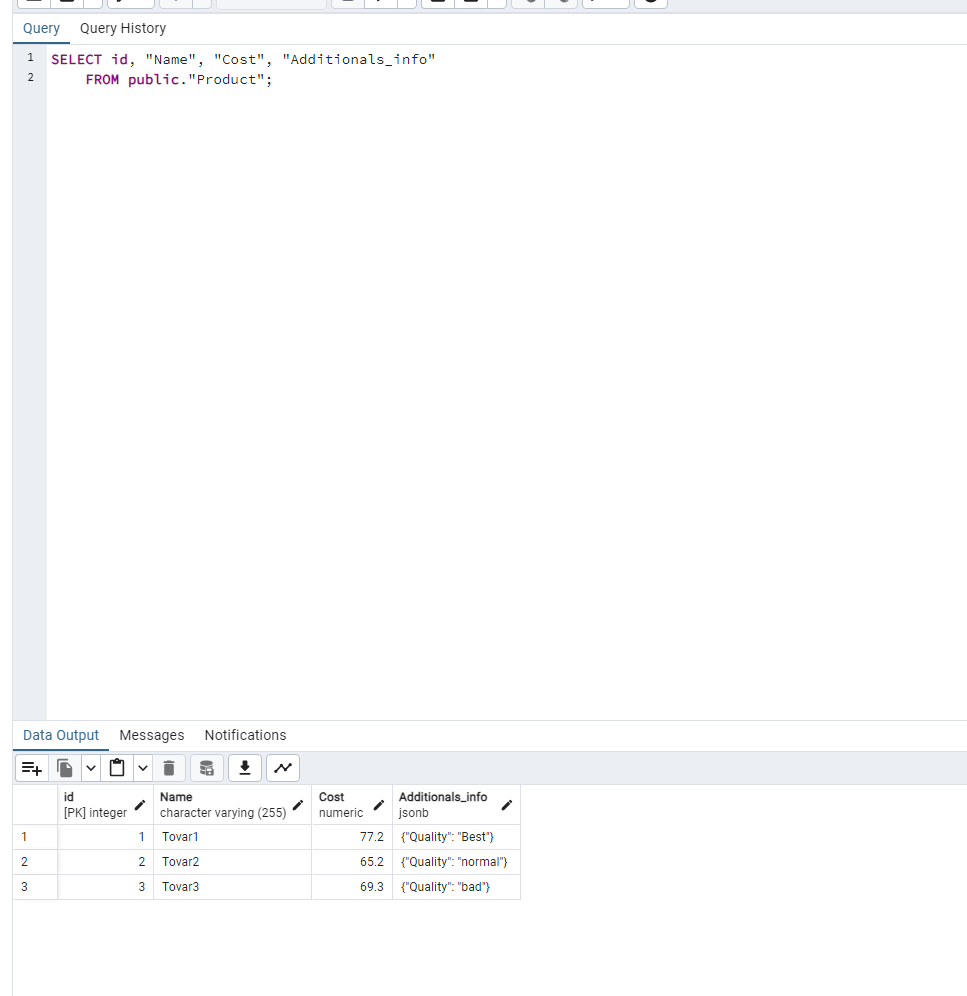 Query Query History
1 SELECT id, "Name", "Cost", "Additionals_info"
2 FROM public."Product";
Data Output Messages Notifications
id Name Cost Additionals_info
[PK] integer character varying (255) numeric jsonb
1 1 Tovar1 77.2 {"Quality": "Best"}
2 2 Tovar2 65.2 {"Quality": "normal"}
3 3 Tovar3 69.3 {"Quality": "bad"}